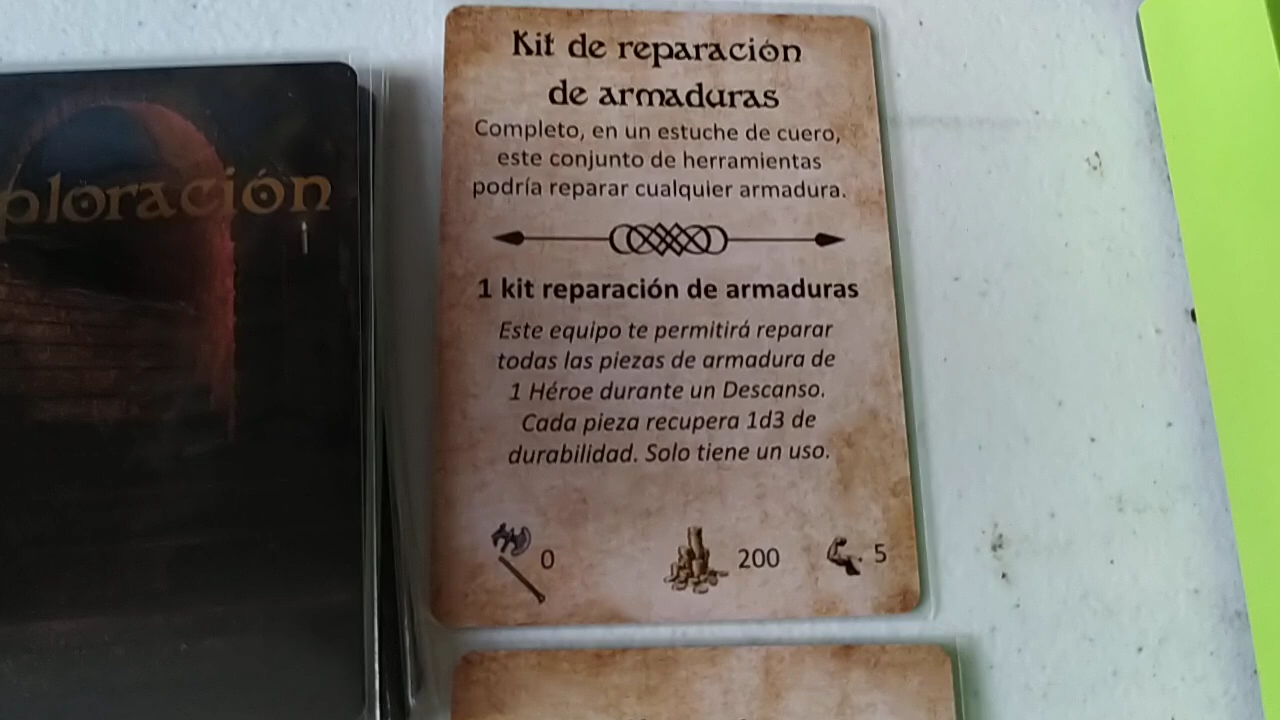 ploración
Kit de reparación
de armaduras
Completo, en un estuche de cuero,
este conjunto de herramientas
podría reparar cualquier armadura.
1 kit reparación de armaduras
Este equipo te permitirá reparar
todas las piezas de armadura de
1 Héroe durante un Descanso.
Cada pieza recupera 1d3 de
durabilidad. Solo tiene un uso.
0 200 5